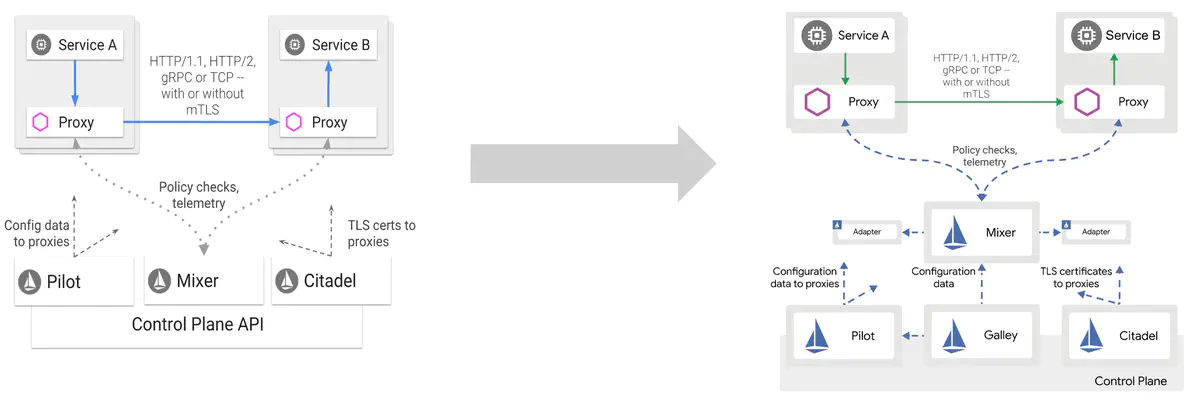 Service A
Service B
HTTP/1.1, HTTP/2,
gRPC or TCP --
with or without
mTLS
Proxy
Proxy
Policy checks,
telemetry
Config data
to proxies
TLS certs to
proxies
Pilot
Mixer
Citadel
Control Plane API
Service A
Service B
HTTP/1.1, HTTP/2,
gRPC or TCP --
with or without
mTLS
Proxy
Proxy
Policy checks,
telemetry
Adapter
Mixer
Adapter
Configuration
data to proxies
Configuration
data
TLS certificates
to proxies
Pilot
Galley
Citadel
Control Plane